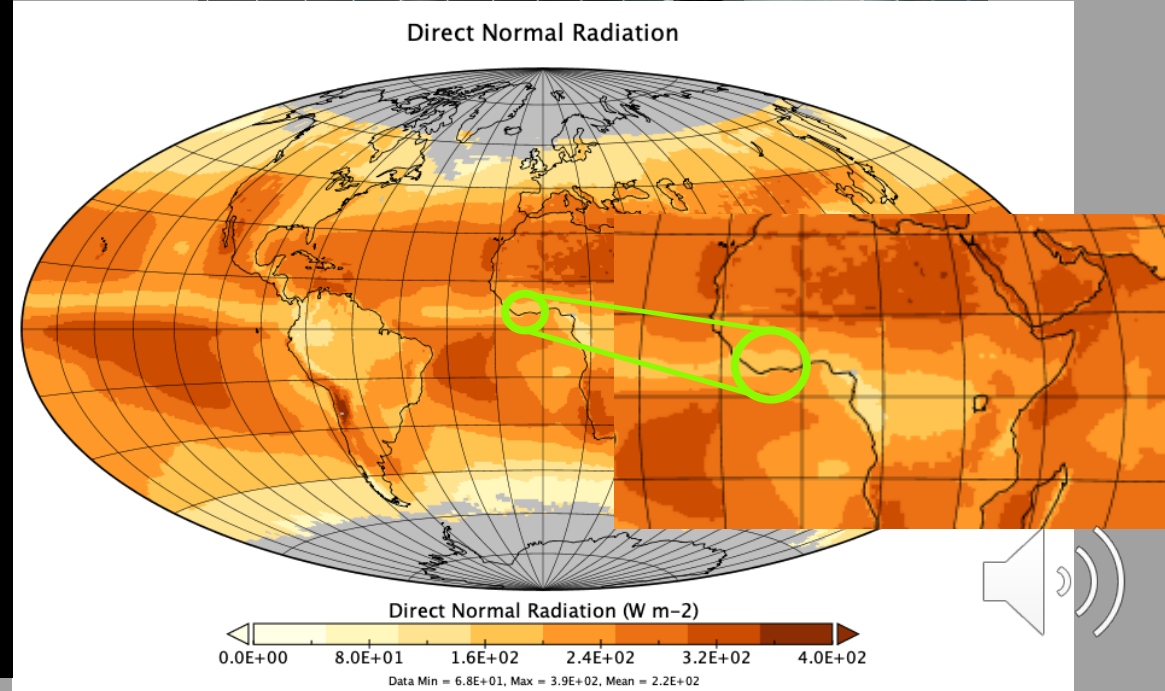 Direct Normal Radiation
Direct Normal Radiation (W m−2)
0.0E+00 8.0E+01 1.6E+02 2.4E+02 3.2E+02 4.0E+02
Data Min = 6.8E+01, Max = 3.9E+02, Mean = 2.2E+02